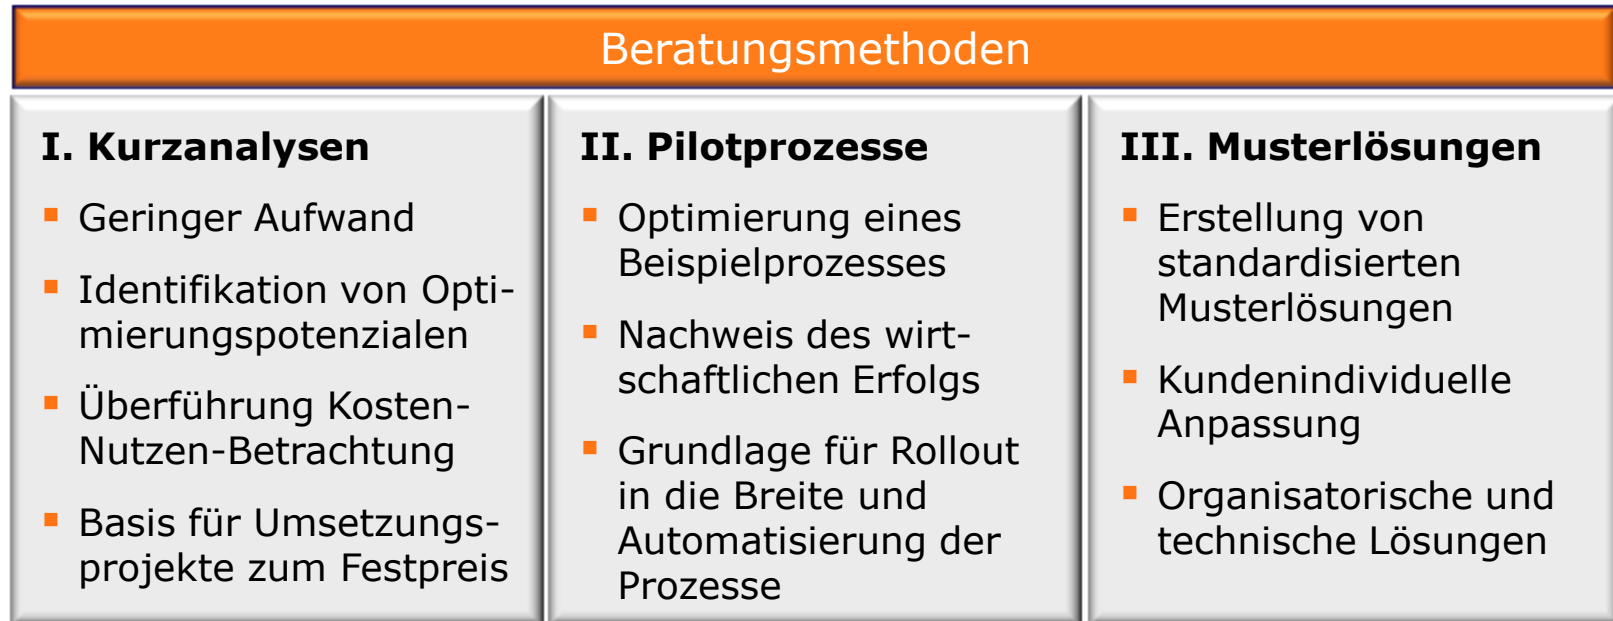 Beratungsmethoden
I. Kurzanalysen
▪ Geringer Aufwand
▪ Identifikation von Opti-
mierungspotenzialen
▪ Überführung Kosten-
Nutzen-Betrachtung
▪ Basis für Umsetzungs-
projekte zum Festpreis
II. Pilotprozesse
▪ Optimierung eines
Beispielprozesses
▪ Nachweis des wirt-
schaftlichen Erfolgs
▪ Grundlage für Rollout
in die Breite und
Automatisierung der
Prozesse
III. Musterlösungen
▪ Erstellung von
standardisierten
Musterlösungen
▪ Kundenindividuelle
Anpassung
▪ Organisatorische und
technische Lösungen